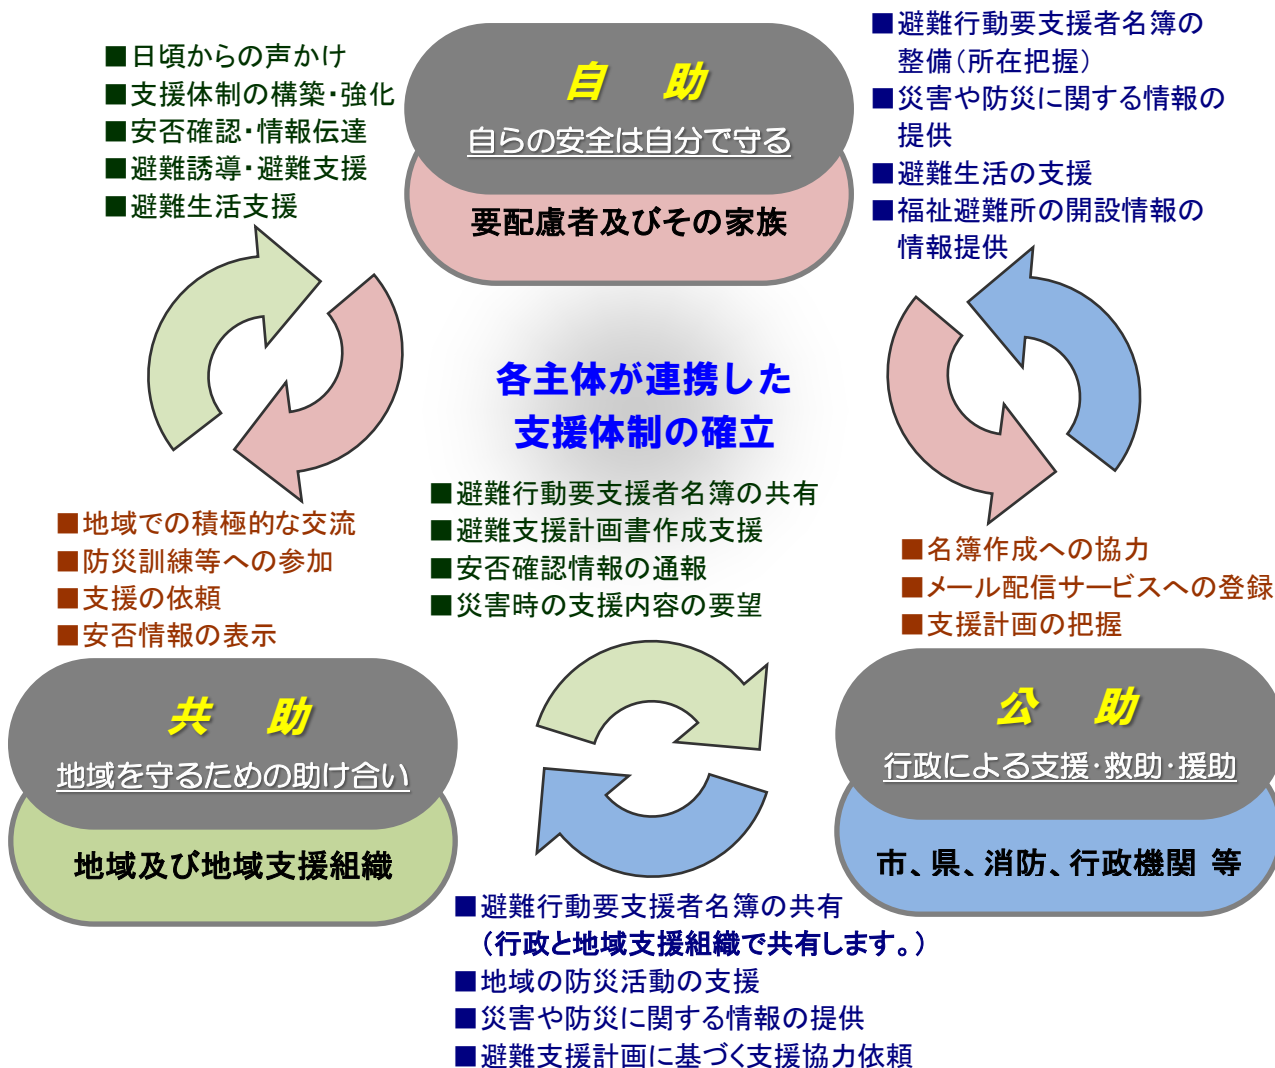 ■日頃からの声かけ
■支援体制の構築・強化
■安否確認・情報伝達
■避難誘導・避難支援
■避難生活支援
自 助
自らの安全は自分で守る
要配慮者及びその家族
■避難行動要支援者名簿の
整備(所在把握)
■災害や防災に関する情報の
提供
■避難生活の支援
■福祉避難所の開設情報の
情報提供
各主体が連携した
支援体制の確立
■地域での積極的な交流
■防災訓練等への参加
■支援の依頼
■安否情報の表示
■避難行動要支援者名簿の共有
■避難支援計画書作成支援
■安否確認情報の通報
■災害時の支援内容の要望
■名簿作成への協力
■メール配信サービスへの登録
■支援計画の把握
共 助
地域を守るための助け合い
地域及び地域支援組織
公 助
行政による支援・救助・援助
市、県、消防、行政機関 等
■避難行動要支援者名簿の共有
(行政と地域支援組織で共有します。)
■地域の防災活動の支援
■災害や防災に関する情報の提供
■避難支援計画に基づく支援協力依頼